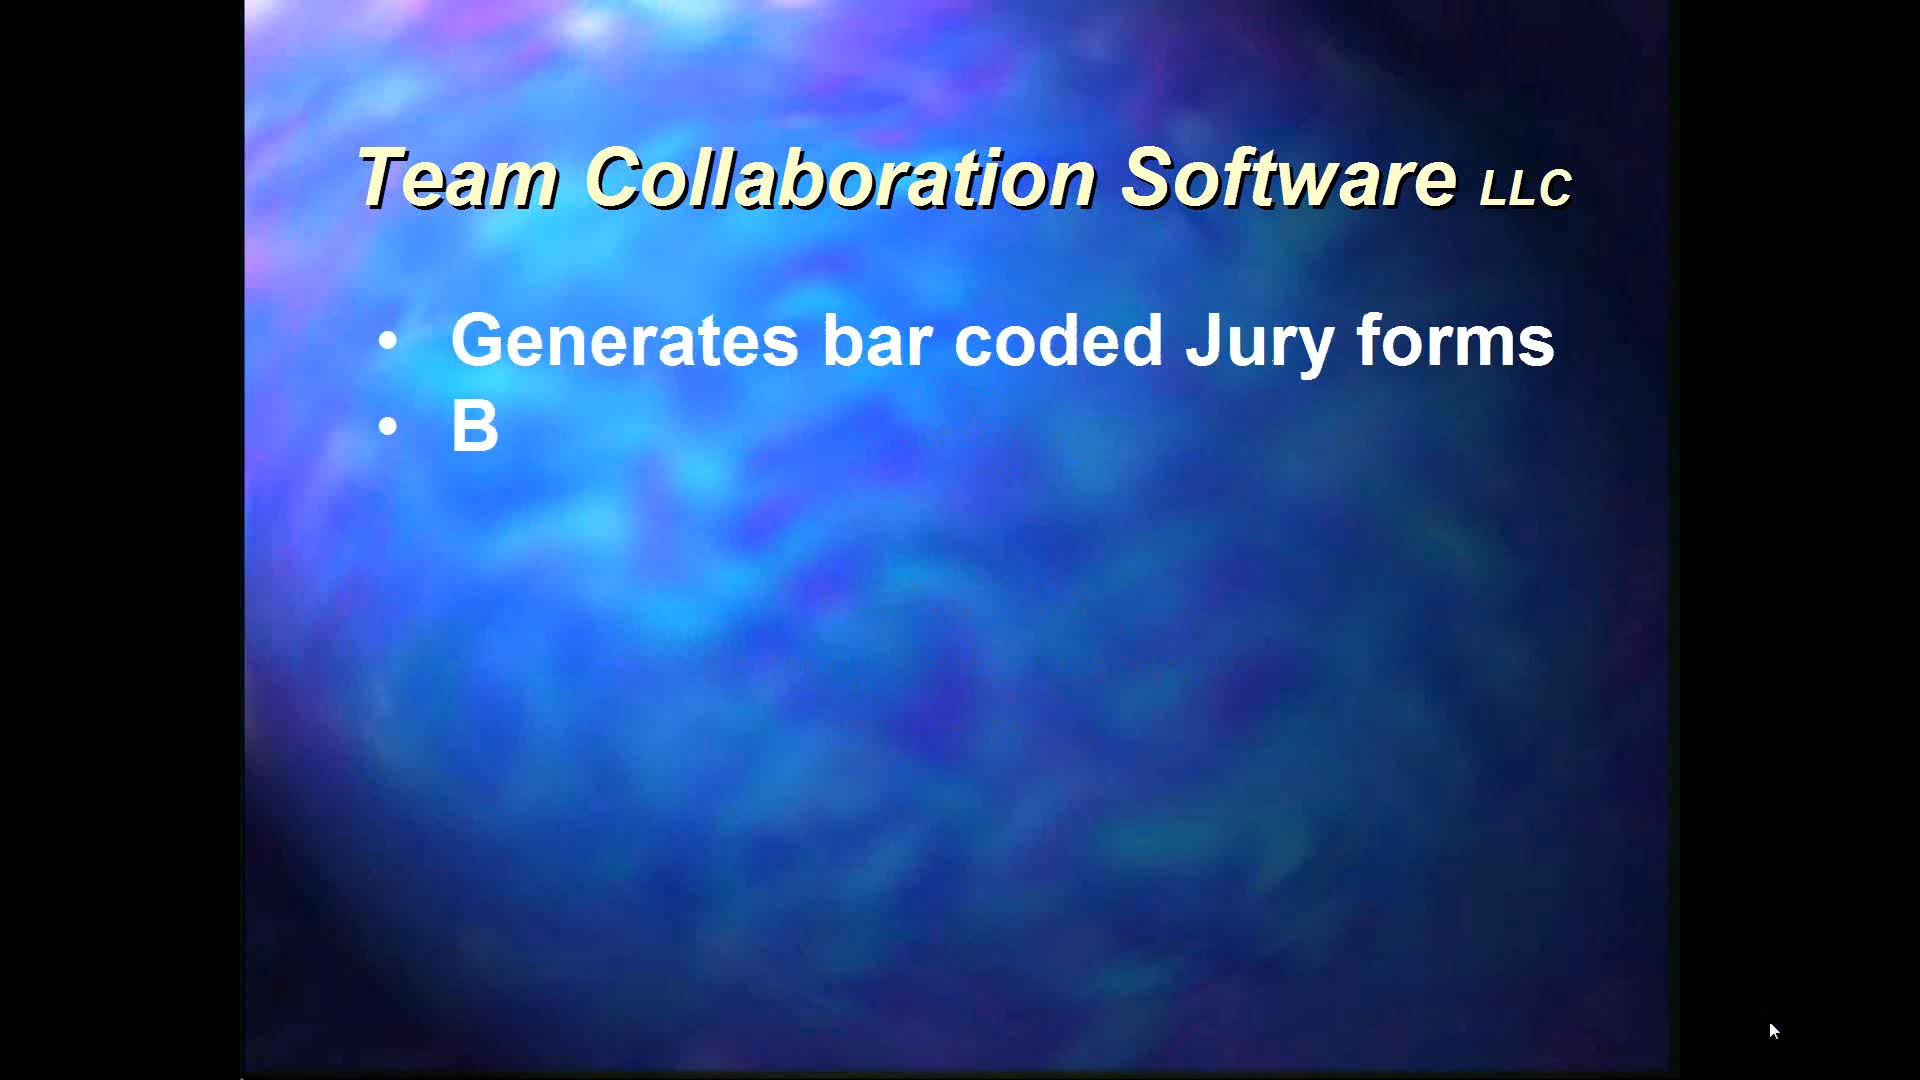 Team Collaboration Software LLC
• Generates bar coded Jury forms
• B